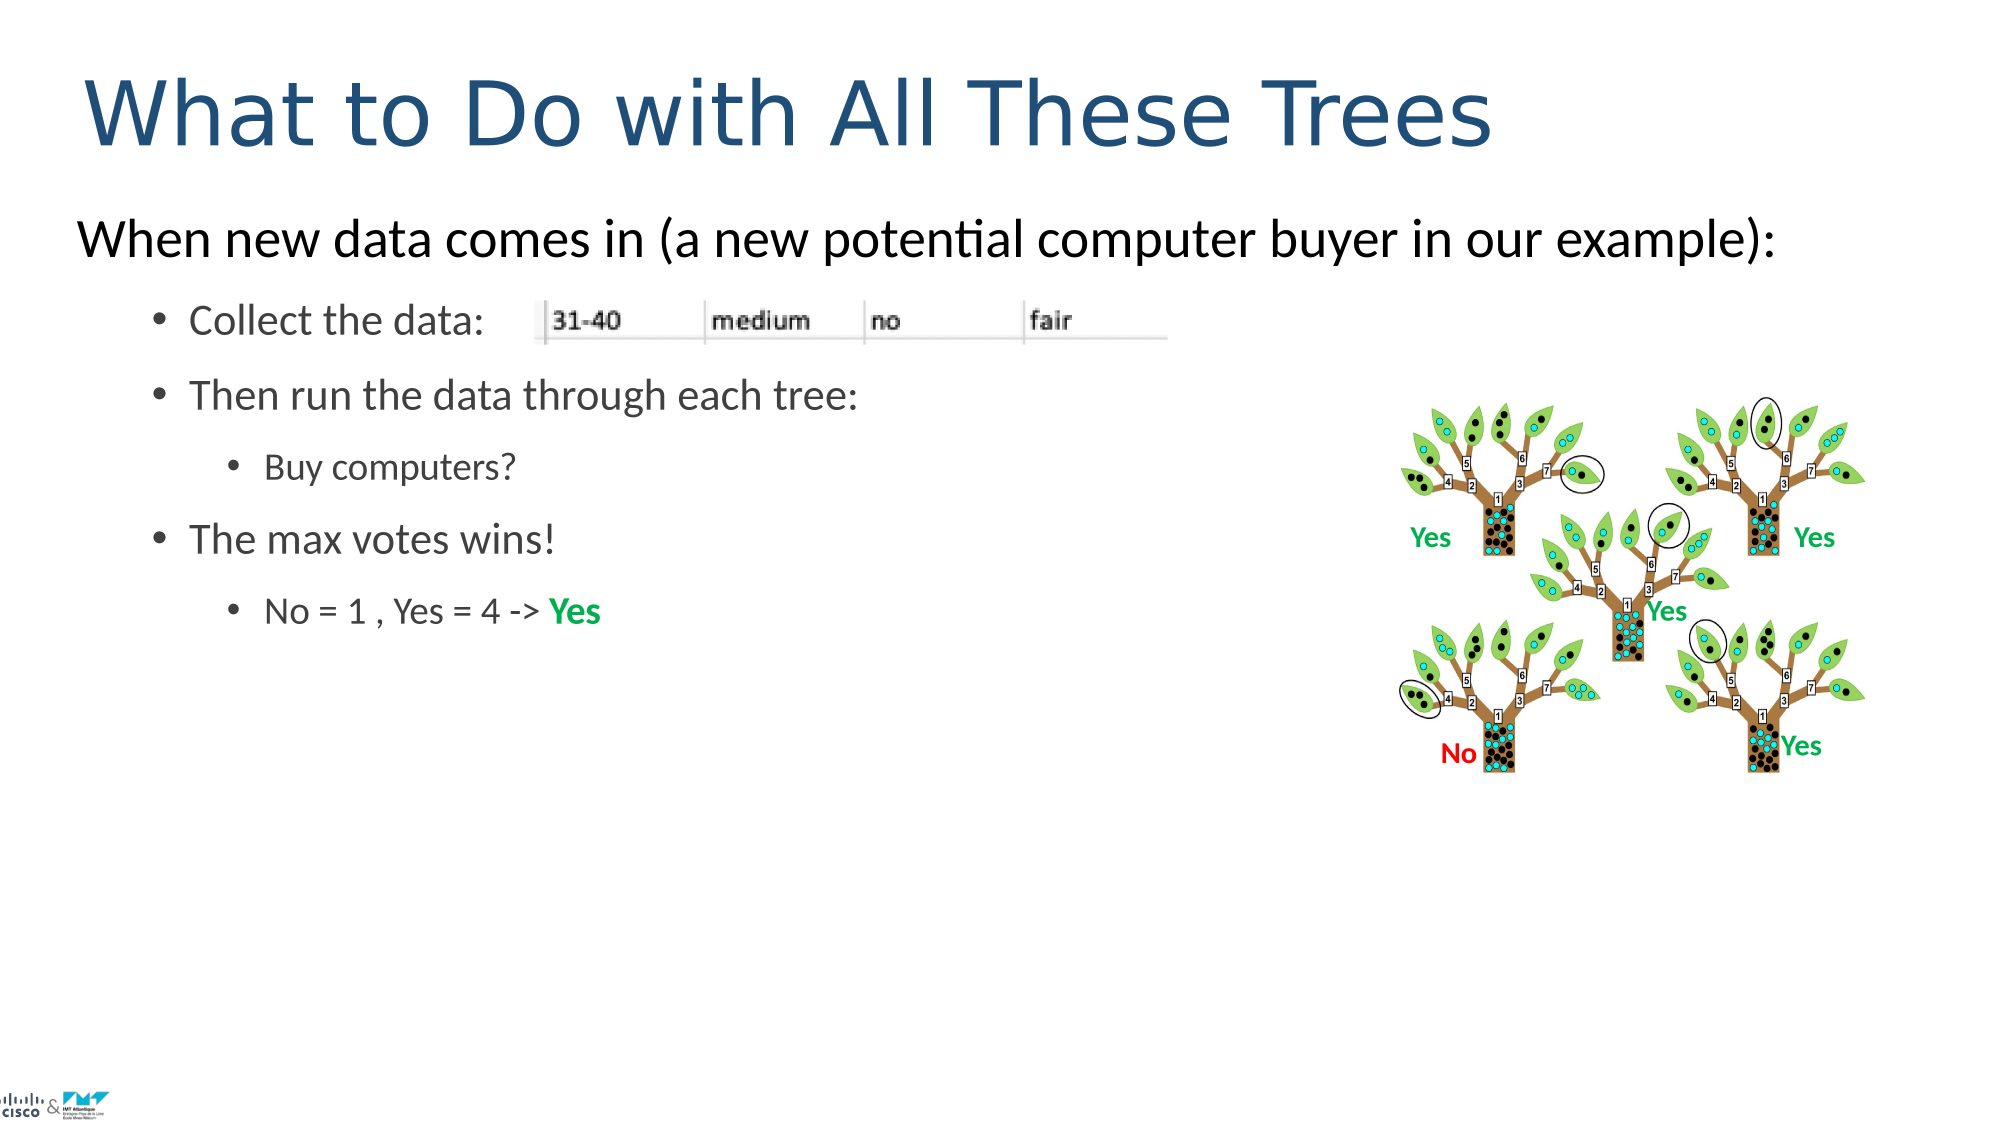 What to Do with All These Trees
When new data comes in (a new potential computer buyer in our example):
• Collect the data:
31-40 medium no fair
• Then run the data through each tree:
• Buy computers?
• The max votes wins!
• No = 1 , Yes = 4 -> Yes
5 6 7 4 2 3 1
Yes
5 6 7 4 2 3 1
Yes
5 6 7 4 2 3 1
Yes
5 6 7 4 2 3 1
No
5 6 7 4 2 3 1
Yes
CISCO & IMT Atlantique